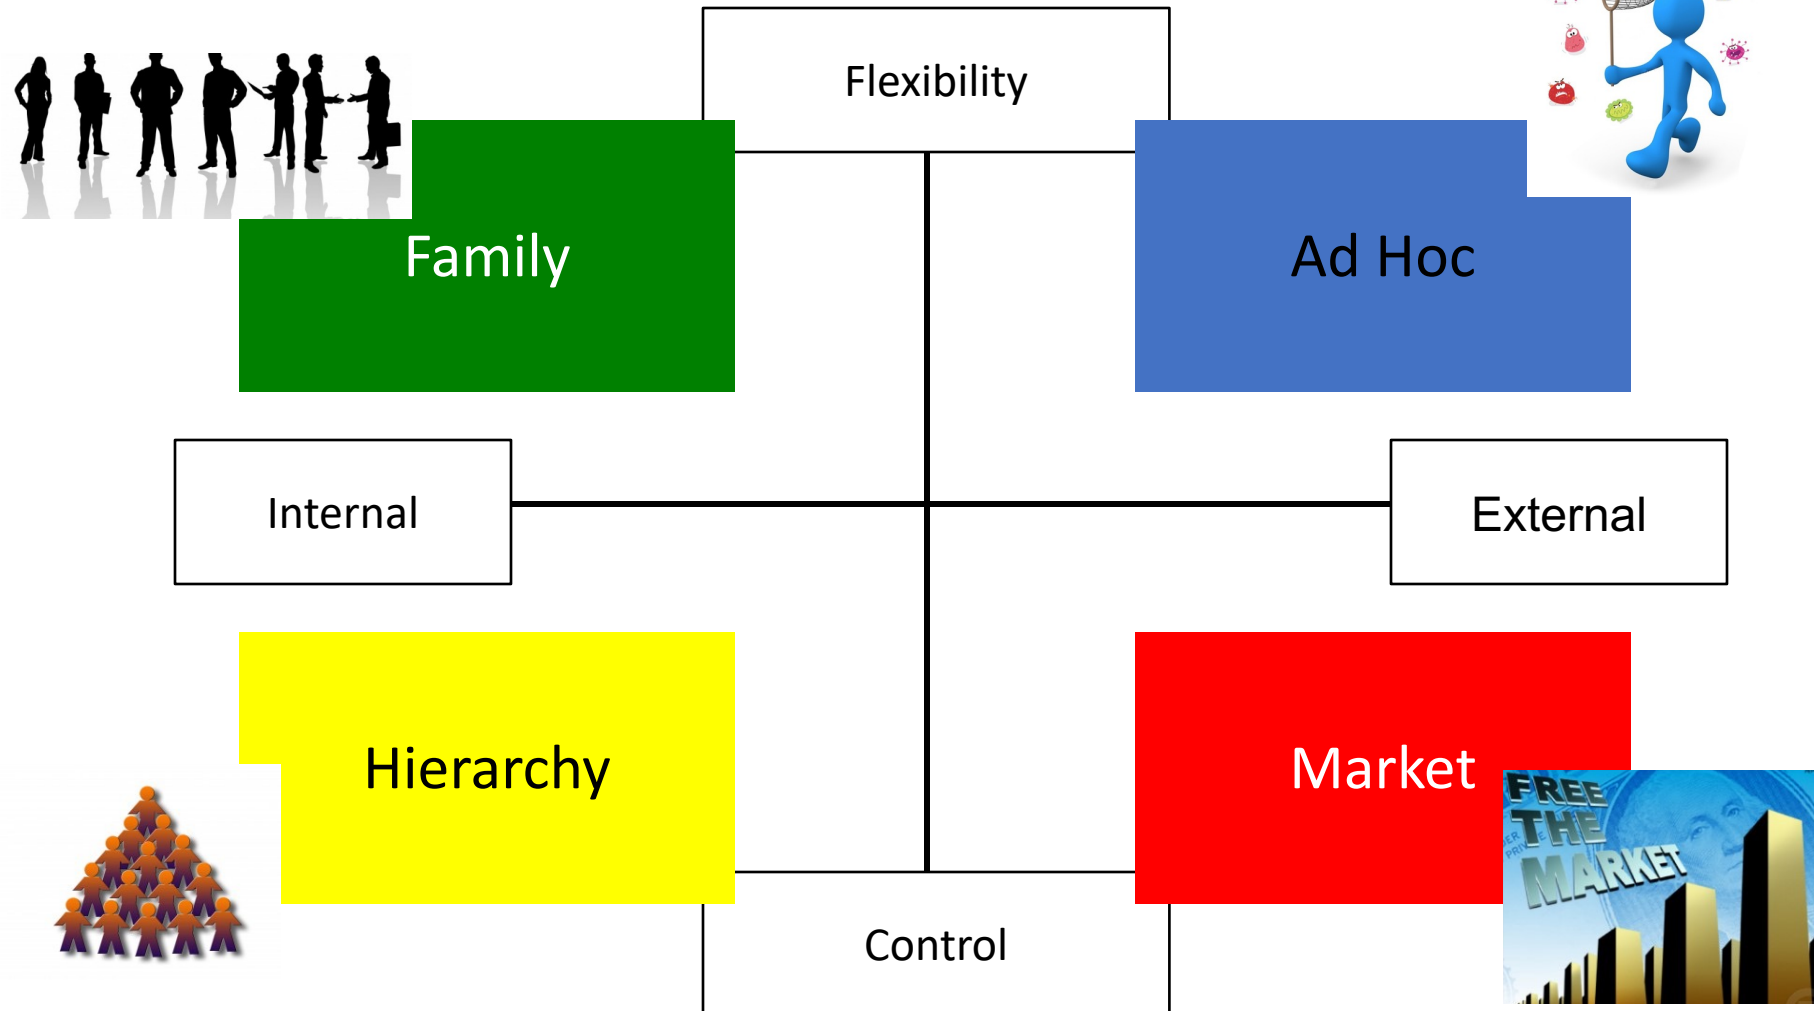 Flexibility
Family
Ad Hoc
Internal
External
Hierarchy
Market
FREE
THE
MARKET
Control